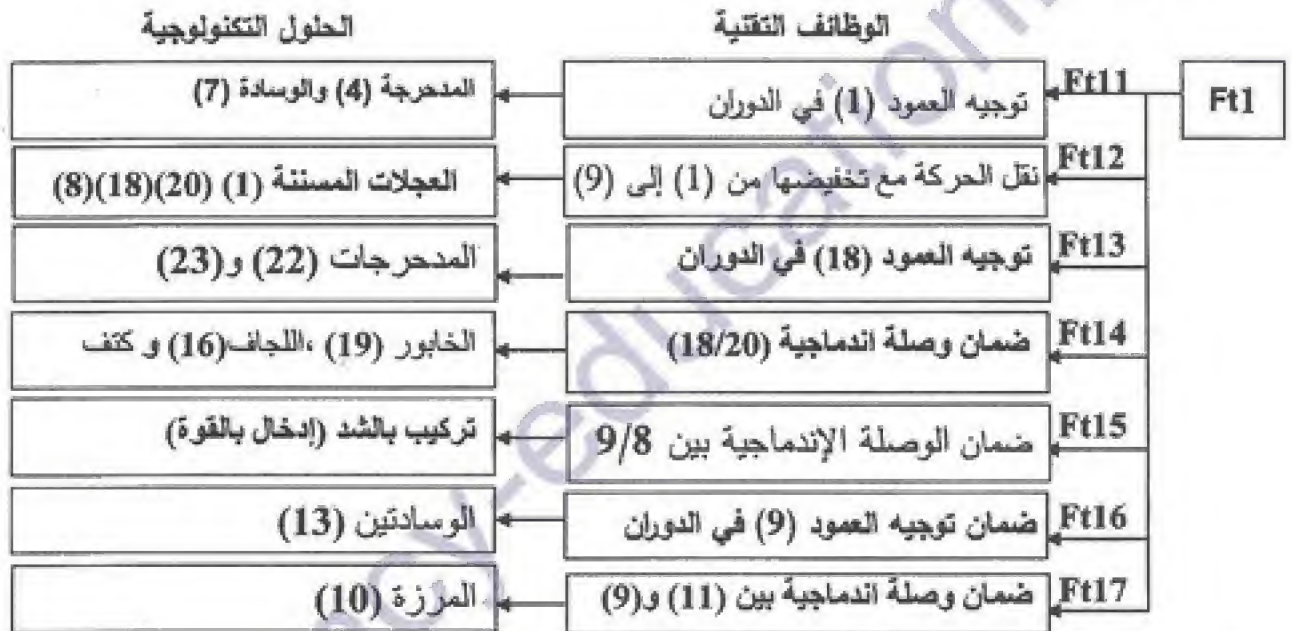 الوظائف التقنية
الحلول التكنولوجية
Ft1
Ft11
توجيه العمود (1) في الدوران
المدحرجة (4) والوسادة (7)
Ft12
نقل الحركة مع تخفيضها من (1) إلى (9)
العجلات المسننة (1) (20)(18)(8)
Ft13
توجيه العمود (18) في الدوران
المدحرجات (22) و(23)
Ft14
ضمان وصلة اندماجية (18/20)
الخابور (19) ،اللجاف(16) و كتف
Ft15
ضمان الوصلة الإندماجية بين 9/8
تركيب بالشد (إدخال بالقوة)
Ft16
ضمان توجيه العمود (9) في الدوران
الوسادتين (13)
Ft17
ضمان وصلة اندماجية بين (11) و(9)
المرزة (10)
cy-education